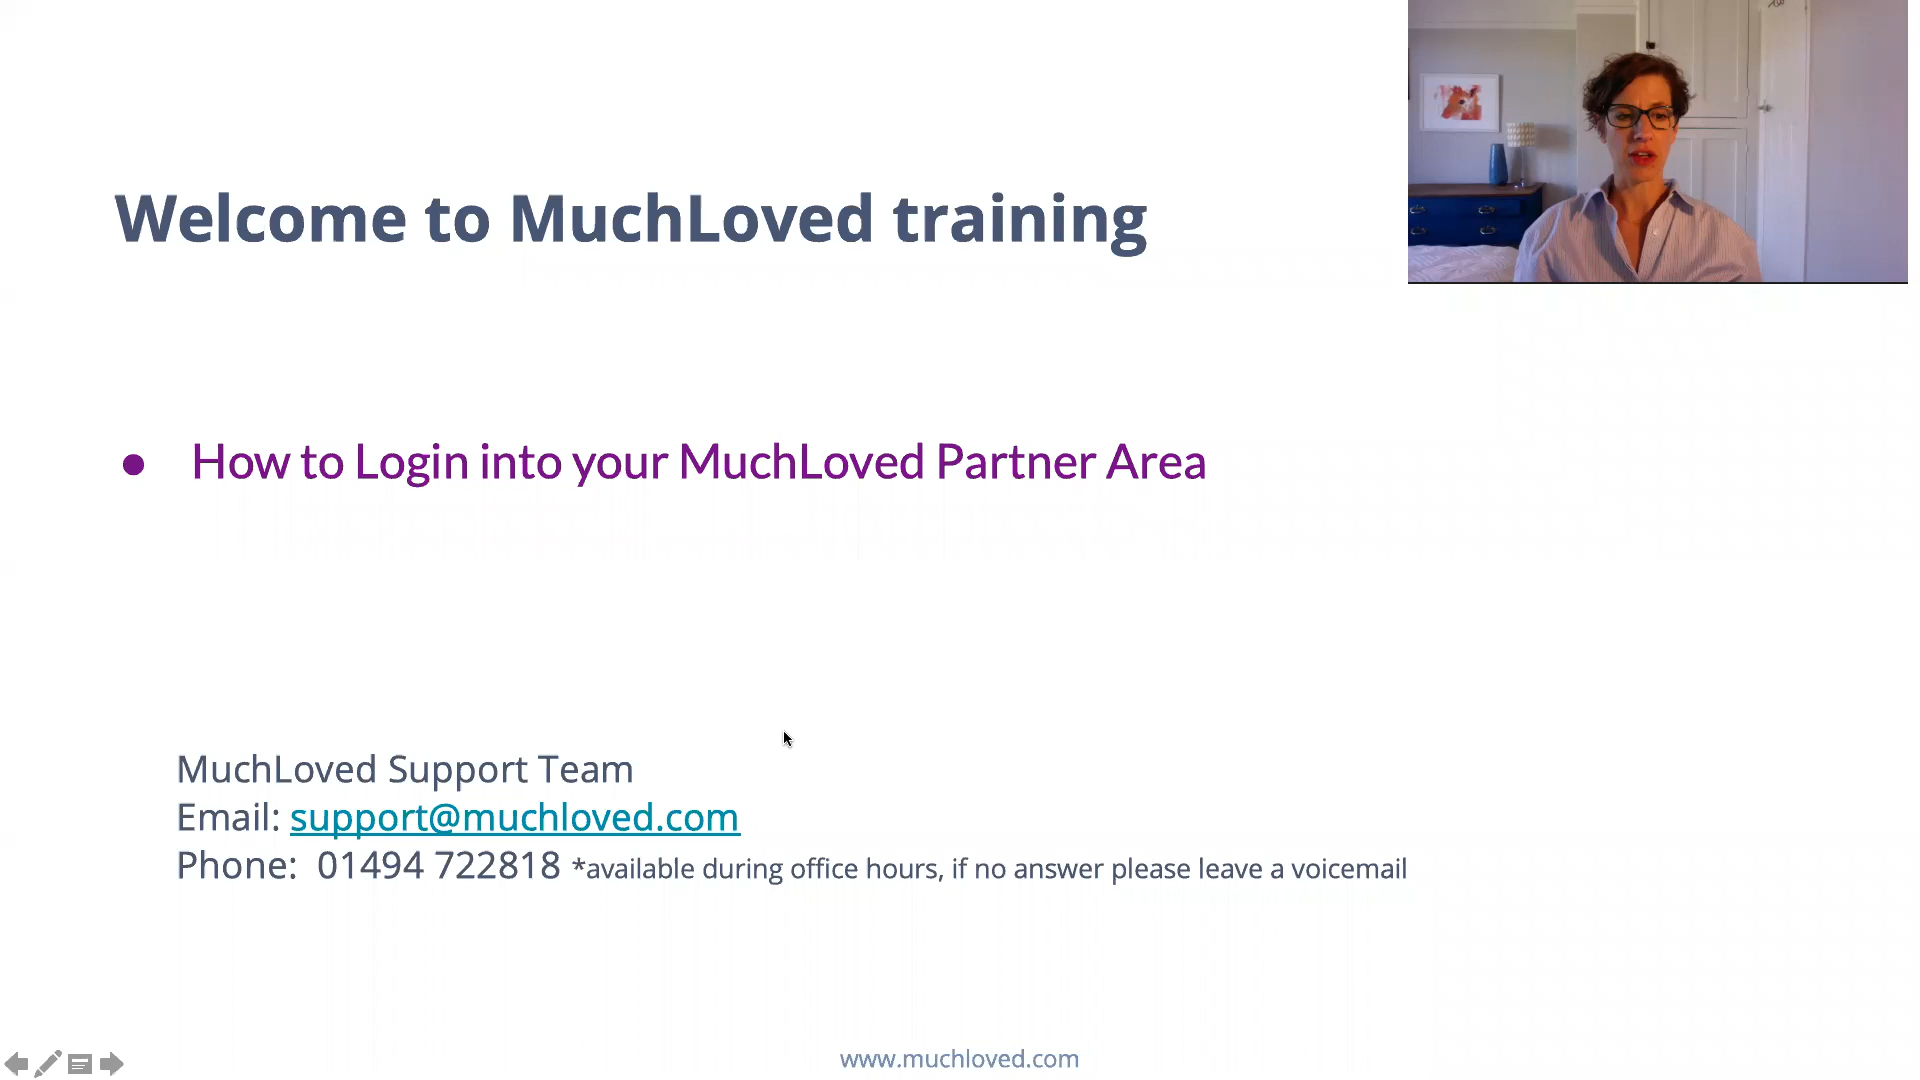 Welcome to MuchLoved training
● How to Login into your MuchLoved Partner Area
MuchLoved Support Team
Email: support@muchloved.com
Phone: 01494 722818 *available during office hours, if no answer please leave a voicemail
www.muchloved.com